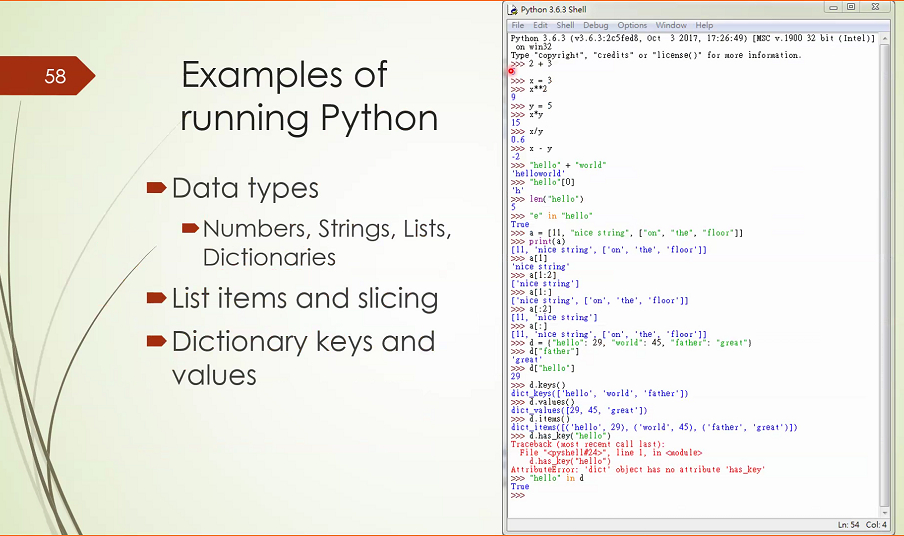 58
Examples of
running Python
Data types
Numbers, Strings, Lists,
Dictionaries
List items and slicing
Dictionary keys and
values
Python 3.6.3 Shell
File Edit Shell Debug Options Window Help
Python 3.6.3 (v3.6.3:2c5fed8, Oct  3 2017, 17:26:49) [MSC v.1900 32 bit (Intel)]
on win32
Type "copyright", "credits" or "license()" for more information.
>>> 2 + 3
>>> x = 3
>>> x**2
9
>>> y = 5
>>> x*y
15
>>> x/y
0.6
>>> x - y
-2
>>> "hello" + "world"
'helloworld'
>>> "hello"[0]
'h'
>>> len("hello")
5
>>> "e" in "hello"
True
>>> a = [11, "nice string", ["on", "the", "floor"]]
>>> print(a)
[11, 'nice string', ['on', 'the', 'floor']]
>>> a[1]
'nice string'
>>> a[1:2]
['nice string']
>>> a[1:]
['nice string', ['on', 'the', 'floor']]
>>> a[:2]
[11, 'nice string']
>>> a[:]
[11, 'nice string', ['on', 'the', 'floor']]
>>> d = {"hello": 29, "world": 45, "father": "great"}
>>> d["father"]
'great'
>>> d["hello"]
29
>>> d.keys()
dict_keys(['hello', 'world', 'father'])
>>> d.values()
dict_values([29, 45, 'great'])
>>> d.items()
dict_items([('hello', 29), ('world', 45), ('father', 'great')])
>>> d.has_key("hello")
Traceback (most recent call last):
  File "<pyshell#24>", line 1, in <module>
    d.has_key("hello")
AttributeError: 'dict' object has no attribute 'has_key'
>>> "hello" in d
True
>>>
Ln: 54 Col: 4